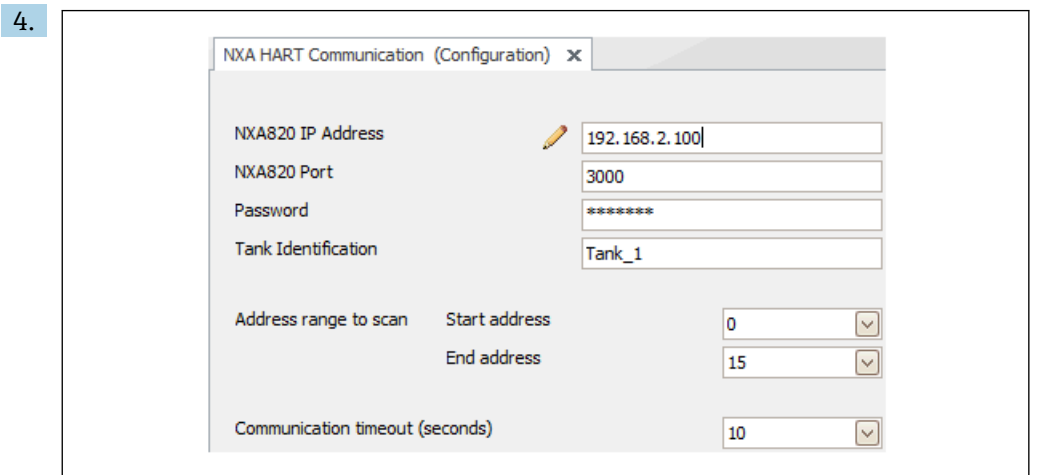 4.
NXA HART Communication (Configuration) X
NXA820 IP Address 192.168.2.100
NXA820 Port 3000
Password *******
Tank Identification Tank_1
Address range to scan Start address 0
End address 15
Communication timeout (seconds) 10